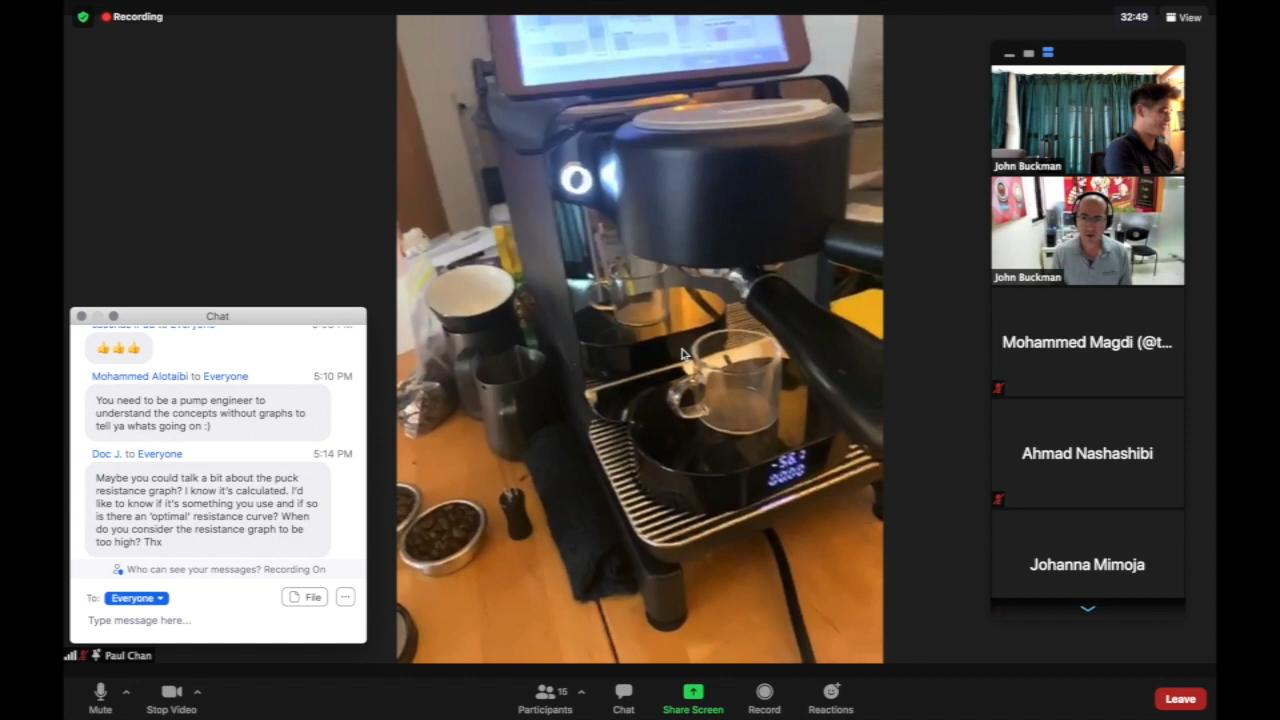 Recording
32:49
View
Chat
to Everyone
👍👍👍
Mohammed Alotaibi to Everyone
5:10 PM
You need to be a pump engineer to
understand the concepts without graphs to
tell ya whats going on :)
Doc J. to Everyone
5:14 PM
Maybe you could talk a bit about the puck
resistance graph? I know it's calculated. I'd
like to know if it's something you use and if so
is there an 'optimal' resistance curve? When
do you consider the resistance graph to be
too high? Thx
Who can see your messages? Recording On
To: Everyone
File
Type message here...
Paul Chan
John Buckman
John Buckman
Mohammed Magdi (@t...
Ahmad Nashashibi
Johanna Mimoja
Mute
Stop Video
15
Participants
Chat
Share Screen
Record
Reactions
Leave